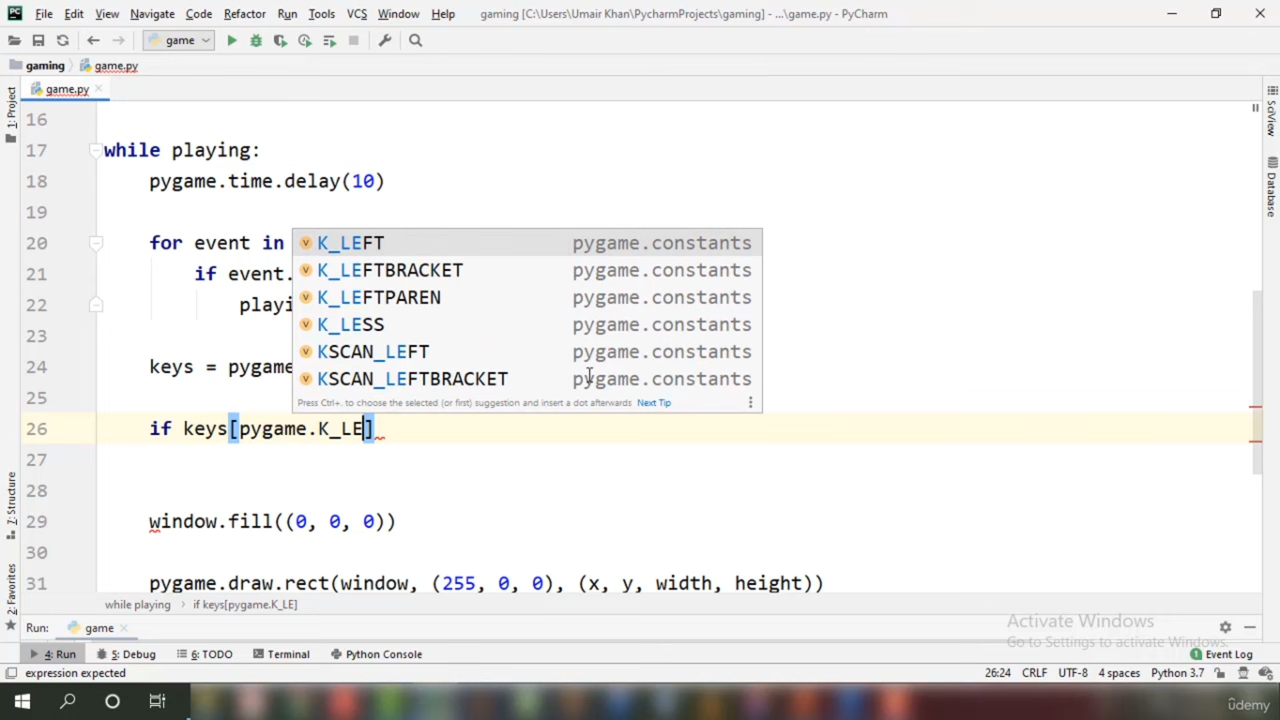 File Edit View Navigate Code Refactor Run Tools VCS Window Help gaming [C:\Users\Umair Khan\PycharmProjects\gaming] - ...\game.py - PyCharm
game
gaming game.py
game.py
1: Project
SciView
Database
7: Structure
2: Favorites
16
17 while playing:
18 pygame.time.delay(10)
19
20 for event in
21 if event.
22 playi
23
24 keys = pygame
25
26 if keys[pygame.K_LE]
27
28
29 window.fill((0, 0, 0))
30
31 pygame.draw.rect(window, (255, 0, 0), (x, y, width, height))
K_LEFT pygame.constants
K_LEFTBRACKET pygame.constants
K_LEFTPAREN pygame.constants
K_LESS pygame.constants
KSCAN_LEFT pygame.constants
KSCAN_LEFTBRACKET pygame.constants
Press Ctrl+. to choose the selected (or first) suggestion and insert a dot afterwards Next Tip
while playing if keys[pygame.K_LE]
Activate Windows
Go to Settings to activate Windows.
Run: game
4: Run 5: Debug 6: TODO Terminal Python Console 1 Event Log
expression expected 26:24 CRLF UTF-8 4 spaces Python 3.7
ûdemy